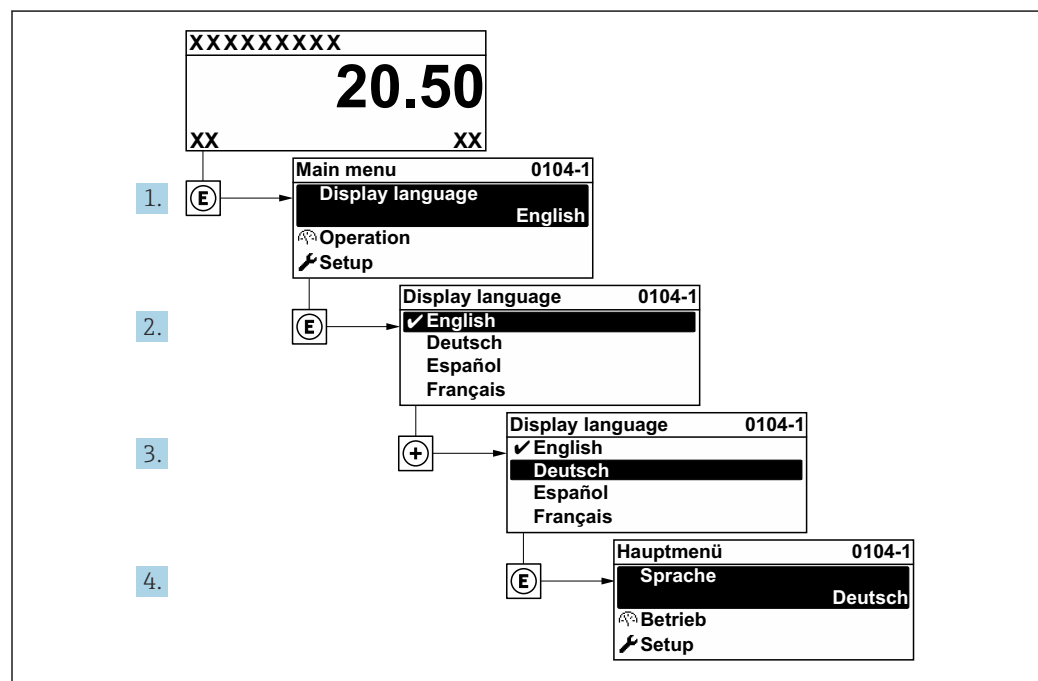 XXXXXXXXX
20.50
XX XX
1. E
Main menu 0104-1
Display language
English
Operation
Setup
2. E
Display language 0104-1
✔ English
Deutsch
Español
Français
3. +
Display language 0104-1
✔ English
Deutsch
Español
Français
4. E
Hauptmenü 0104-1
Sprache
Deutsch
Betrieb
Setup